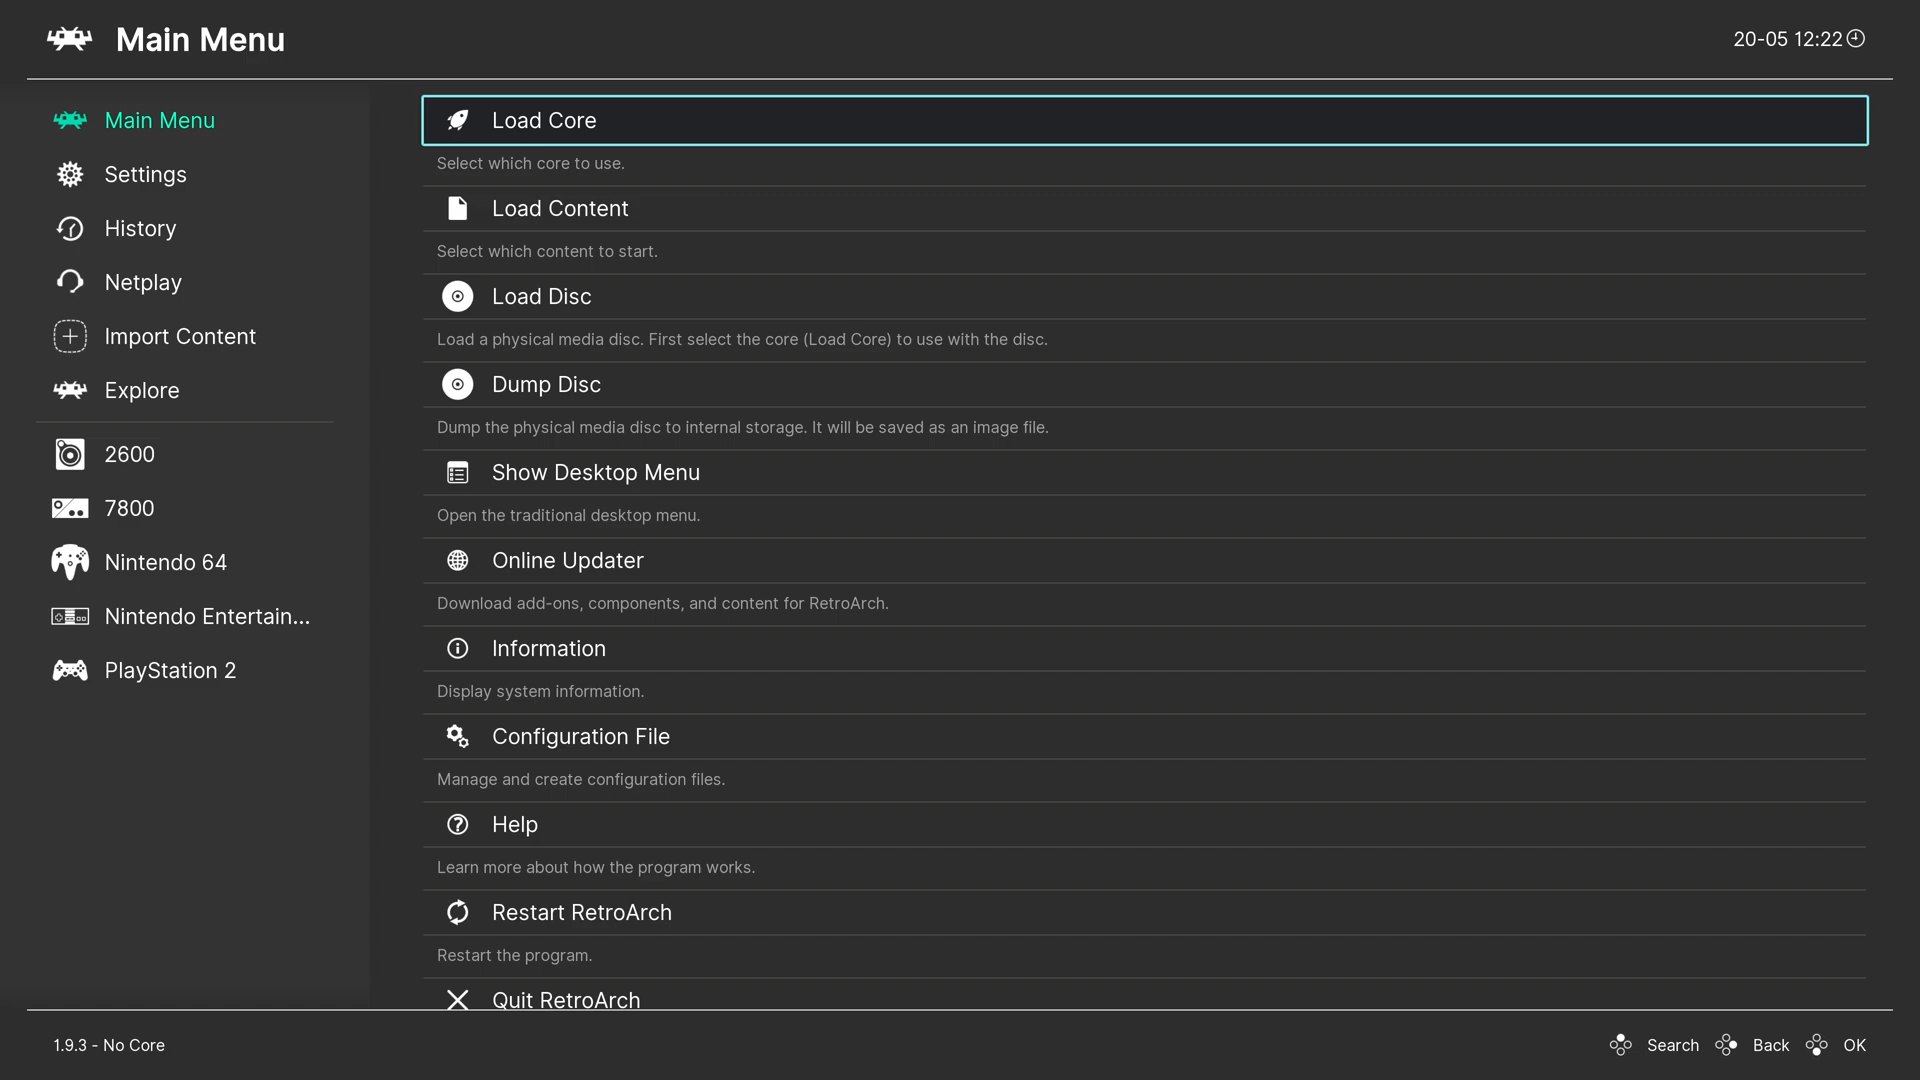 Main Menu
20-05 12:22
Main Menu
Settings
History
Netplay
Import Content
Explore
2600
7800
Nintendo 64
Nintendo Entertain...
PlayStation 2
Load Core
Select which core to use.
Load Content
Select which content to start.
Load Disc
Load a physical media disc. First select the core (Load Core) to use with the disc.
Dump Disc
Dump the physical media disc to internal storage. It will be saved as an image file.
Show Desktop Menu
Open the traditional desktop menu.
Online Updater
Download add-ons, components, and content for RetroArch.
Information
Display system information.
Configuration File
Manage and create configuration files.
Help
Learn more about how the program works.
Restart RetroArch
Restart the program.
Quit RetroArch
1.9.3 - No Core
Search Back OK